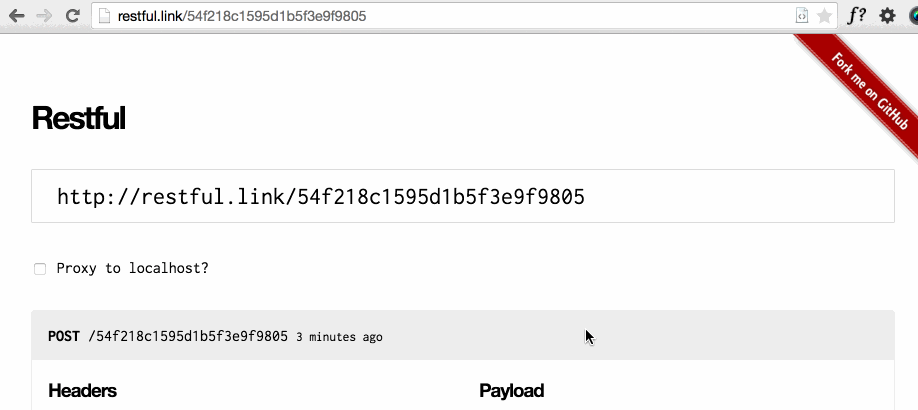 restful.link/54f218c1595d1b5f3e9f9805
f?
Fork me on GitHub
Restful
http://restful.link/54f218c1595d1b5f3e9f9805
Proxy to localhost?
POST /54f218c1595d1b5f3e9f9805 3 minutes ago
Headers
Payload